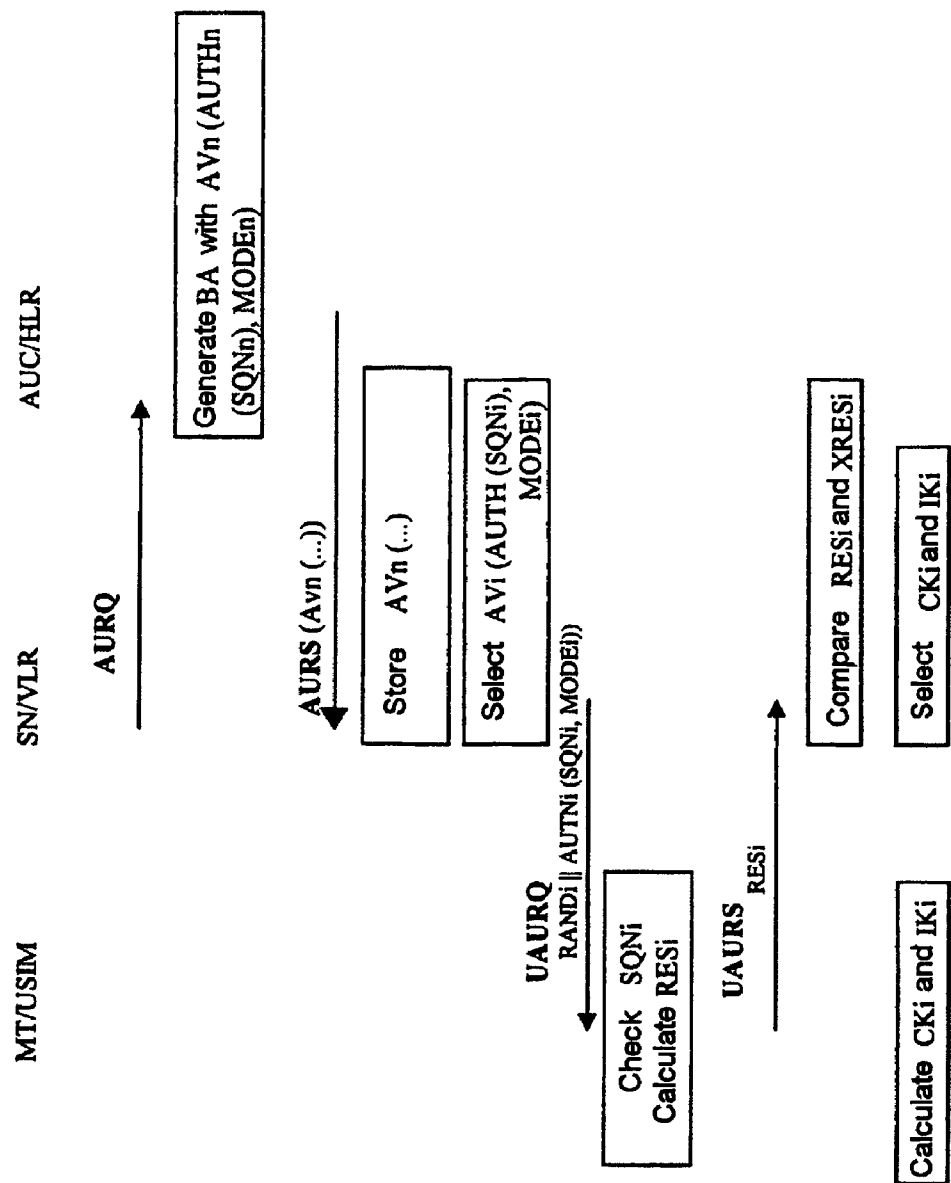 MT/USIM
SN/VLR
AUC/HLR
AURQ
Generate BA with AVn (AUTHn
(SQNn), MODEn)
AURS (Avn (...))
Store AVn (...)
Select AVi (AUTH (SQNi),
MODEi)
UAURQ
RANDi || AUTNi (SQNi, MODEi))
Check SQNi
Calculate RESi
UAURS
RESi
Compare RESi and XRESi
Calculate CKi and IKi
Select CKi and IKi